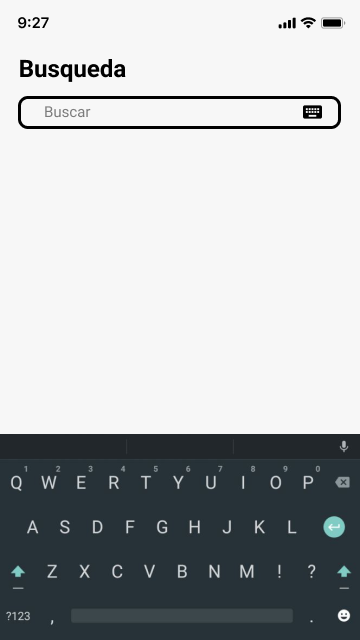 9:27
Busqueda
Buscar
1 2 3 4 5 6 7 8 9 0
Q W E R T Y U I O P
A S D F G H J K L
Z X C V B N M ! ?
?123 , .